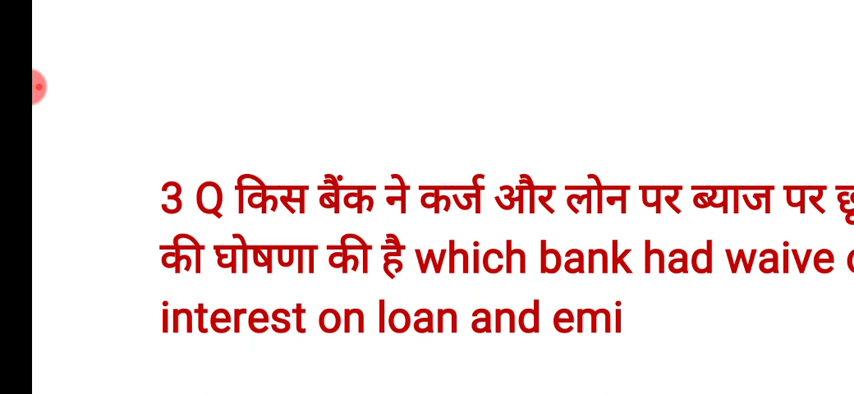 3 Q किस बैंक ने कर्ज और लोन पर ब्याज पर
की घोषणा की है which bank had waive
interest on loan and emi